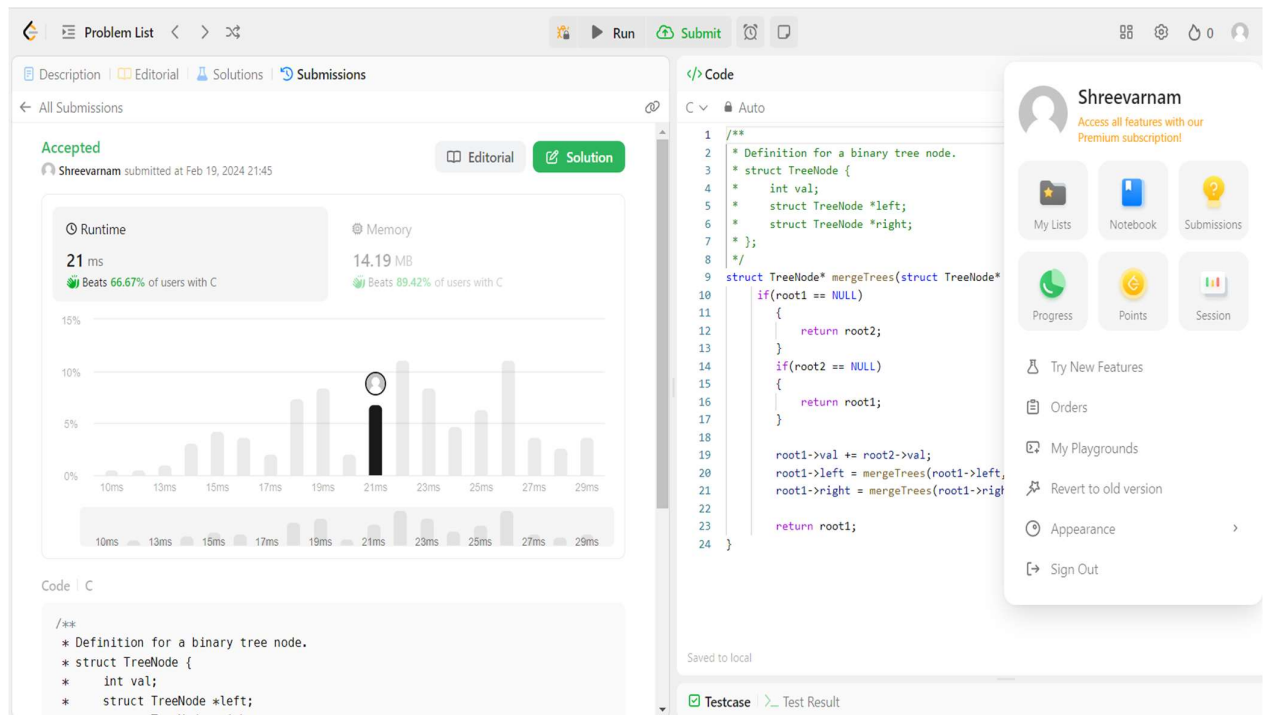 Problem List
Run
Submit
0
Description
Editorial
Solutions
Submissions
All Submissions
Accepted
Shreevarnam submitted at Feb 19, 2024 21:45
Editorial
Solution
Runtime
21 ms
Beats 66.67% of users with C
Memory
14.19 MB
Beats 89.42% of users with C
15%
10%
5%
0%
10ms 13ms 15ms 17ms 19ms 21ms 23ms 25ms 27ms 29ms
10ms 13ms 15ms 17ms 19ms 21ms 23ms 25ms 27ms 29ms
Code C
/**
* Definition for a binary tree node.
* struct TreeNode {
*     int val;
*     struct TreeNode *left;
</> Code
C Auto
1 /**
2 * Definition for a binary tree node.
3 * struct TreeNode {
4 *     int val;
5 *     struct TreeNode *left;
6 *     struct TreeNode *right;
7 * };
8 */
9 struct TreeNode* mergeTrees(struct TreeNode*
10 if(root1 == NULL)
11 {
12 return root2;
13 }
14 if(root2 == NULL)
15 {
16 return root1;
17 }
18
19 root1->val += root2->val;
20 root1->left = mergeTrees(root1->left,
21 root1->right = mergeTrees(root1->righ
22
23 return root1;
24 }
Saved to local
Testcase
Test Result
Shreevarnam
Access all features with our
Premium subscription!
My Lists
Notebook
Submissions
Progress
Points
Session
Try New Features
Orders
My Playgrounds
Revert to old version
Appearance
Sign Out